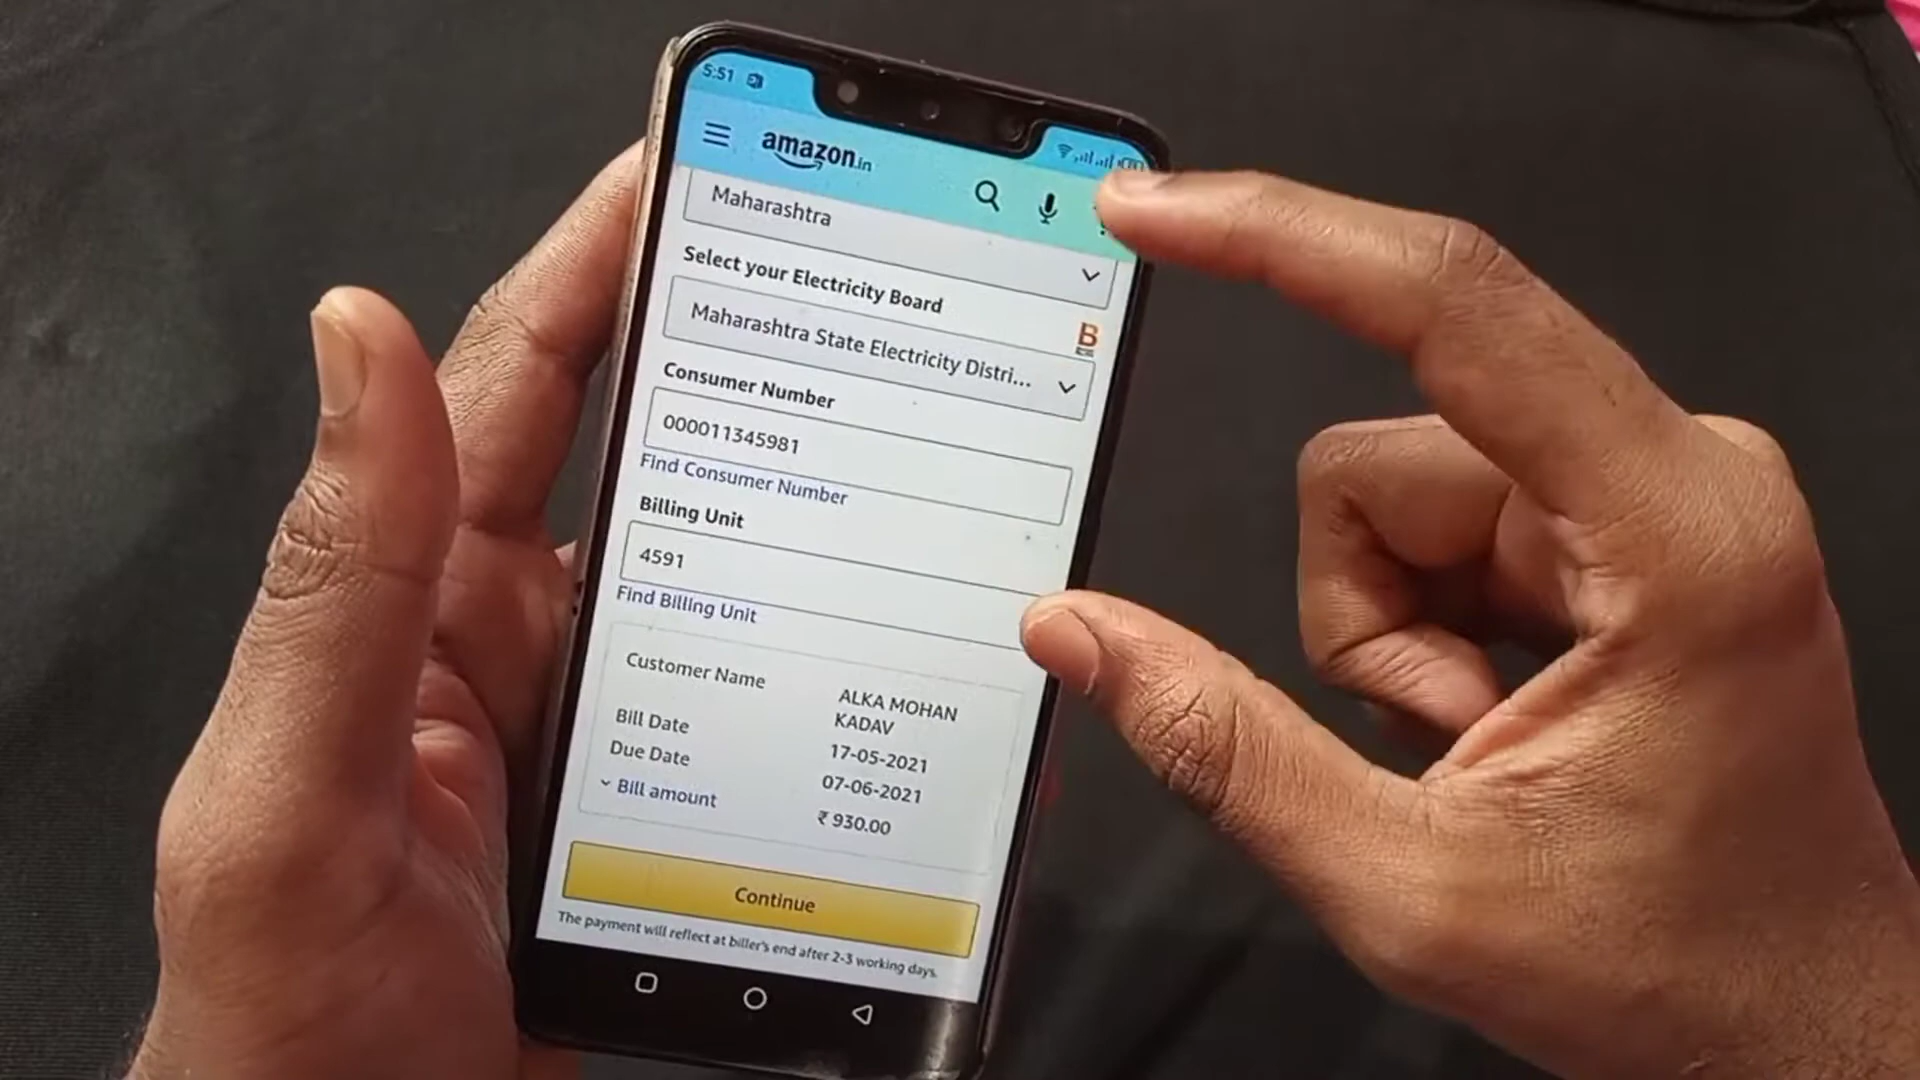 5:51
amazon.in
Maharashtra
Select your Electricity Board
B
Maharashtra State Electricity Distri...
Consumer Number
000011345981
Find Consumer Number
Billing Unit
4591
Find Billing Unit
Customer Name
ALKA MOHAN
KADAV
Bill Date
17-05-2021
Due Date
07-06-2021
Bill amount
₹ 930.00
Continue
The payment will reflect at biller's end after 2-3 working days.